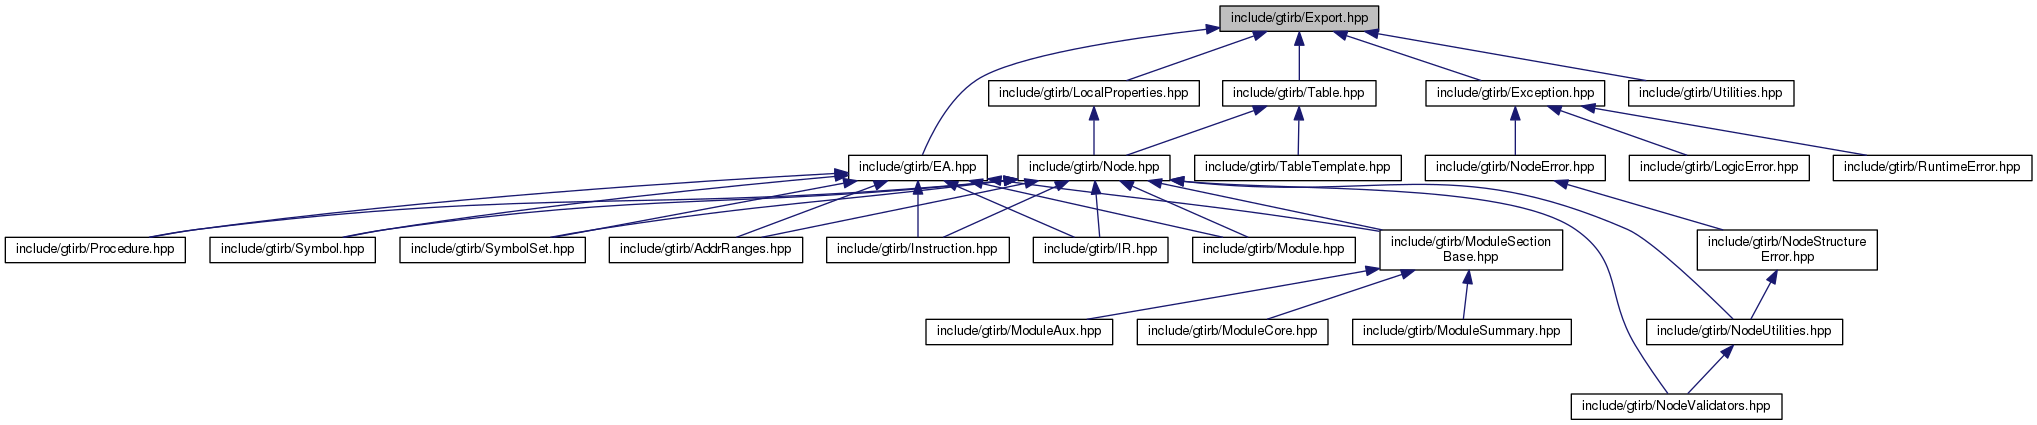 include/gtirb/Export.hpp
include/gtirb/LocalProperties.hpp
include/gtirb/Table.hpp
include/gtirb/Exception.hpp
include/gtirb/Utilities.hpp
include/gtirb/EA.hpp
include/gtirb/Node.hpp
include/gtirb/TableTemplate.hpp
include/gtirb/NodeError.hpp
include/gtirb/LogicError.hpp
include/gtirb/RuntimeError.hpp
include/gtirb/Procedure.hpp
include/gtirb/Symbol.hpp
include/gtirb/SymbolSet.hpp
include/gtirb/AddrRanges.hpp
include/gtirb/Instruction.hpp
include/gtirb/IR.hpp
include/gtirb/Module.hpp
include/gtirb/ModuleSection
Base.hpp
include/gtirb/NodeStructure
Error.hpp
include/gtirb/ModuleAux.hpp
include/gtirb/ModuleCore.hpp
include/gtirb/ModuleSummary.hpp
include/gtirb/NodeUtilities.hpp
include/gtirb/NodeValidators.hpp